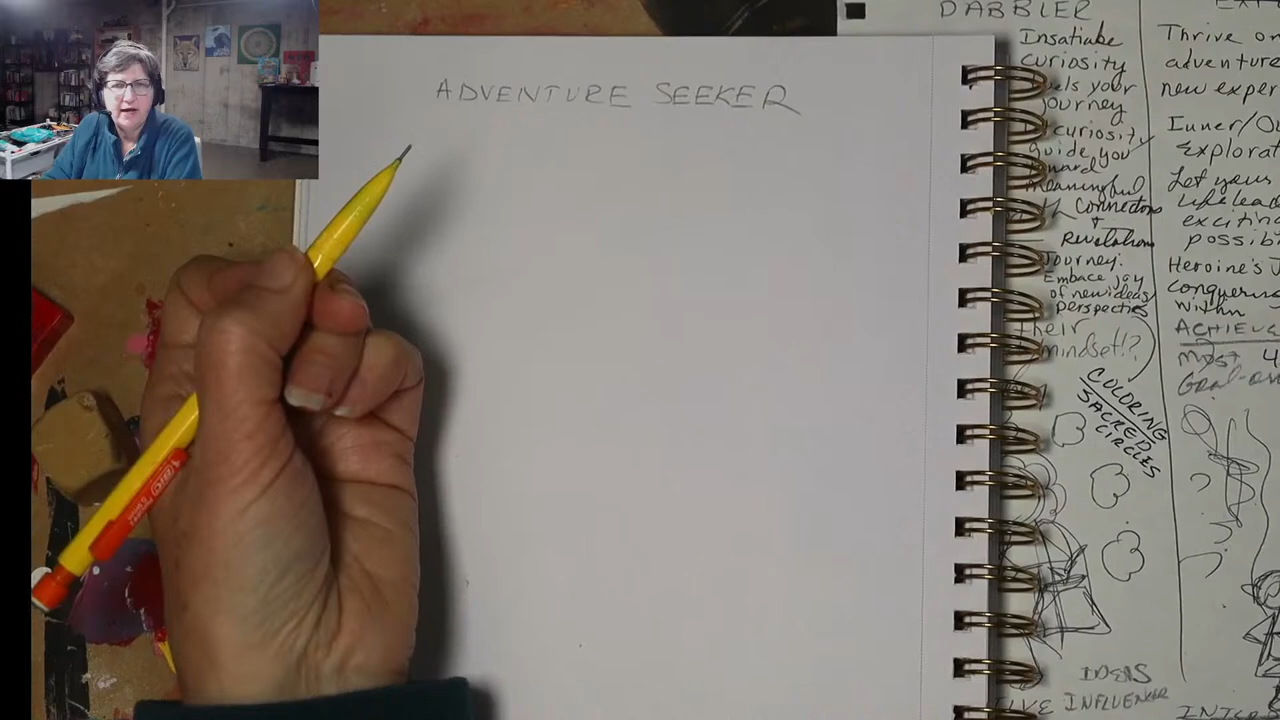 ADVENTURE SEEKER
BIC
DABBLER
Insatiable
curiosity
your
journey
curiosity
guide you
toward
meaningful
Connections
+
Revelations
Journey.
Embrace joy
of new ideas
perspectives
their
mindset!?
COLORING
SACRED
CIRCLES
IDEAS
INFLUENCER
Thrive on
adventure
new exper
Inner/Ou
explorat
Let your
life lead
exciting
possibi
Heroine's J
conquering
within
ACHIEVE
most 4
Goal-or